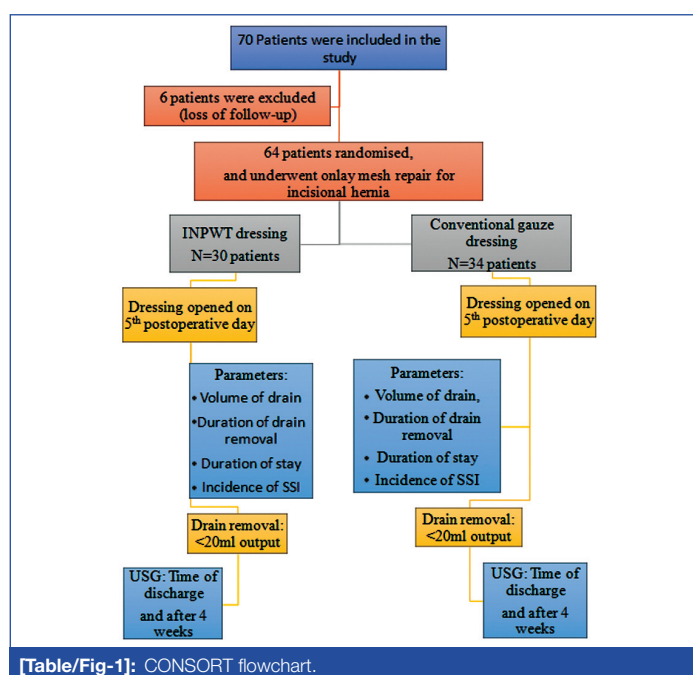 70 Patients were included in the
study
6 patients were excluded
(loss of follow-up)
64 patients randomised,
and underwent onlay mesh repair for
incisional hernia
INPWT dressing
N=30 patients
Conventional gauze
dressing
N=34 patients
Dressing opened on
5th postoperative day
Dressing opened on
5th postoperative day
Parameters:
• Volume of drain
•Duration of drain
removal
• Duration of stay
• Incidence of SSI
Parameters:
• Volume of drain,
• Duration of drain
removal
• Duration of stay
• Incidence of SSI
Drain removal:
<20ml output
Drain removal:
<20ml output
USG: Time of
discharge
and after 4
weeks
USG: Time of
discharge
and after 4
weeks
[Table/Fig-1]: CONSORT flowchart.